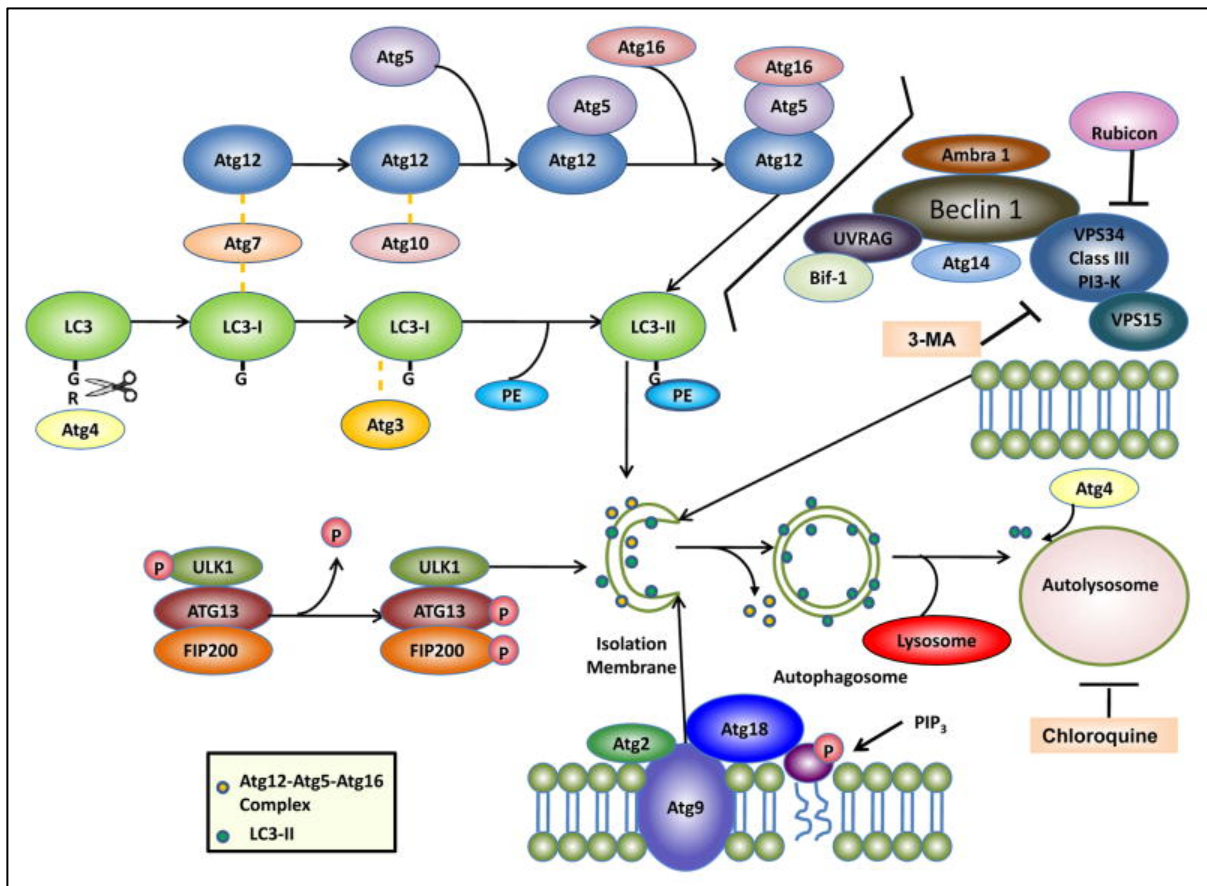 Atg5
Atg16
Atg16
Atg5
Atg5
Atg12
Atg12
Atg12
Atg12
Rubicon
Ambra 1
Beclin 1
UVRAG
Atg14
Bif-1
VPS34
Class III
PI3-K
VPS15
3-MA
Atg7
Atg10
LC3
LC3-I
LC3-I
LC3-II
G
R
G
G
G
PE
PE
Atg4
Atg3
Atg4
P
P
ULK1
ULK1
ATG13
ATG13
P
FIP200
FIP200
P
Isolation
Membrane
Autophagosome
Lysosome
Autolysosome
Chloroquine
Atg2
Atg18
P
PIP3
Atg9
Atg12-Atg5-Atg16
Complex
LC3-II